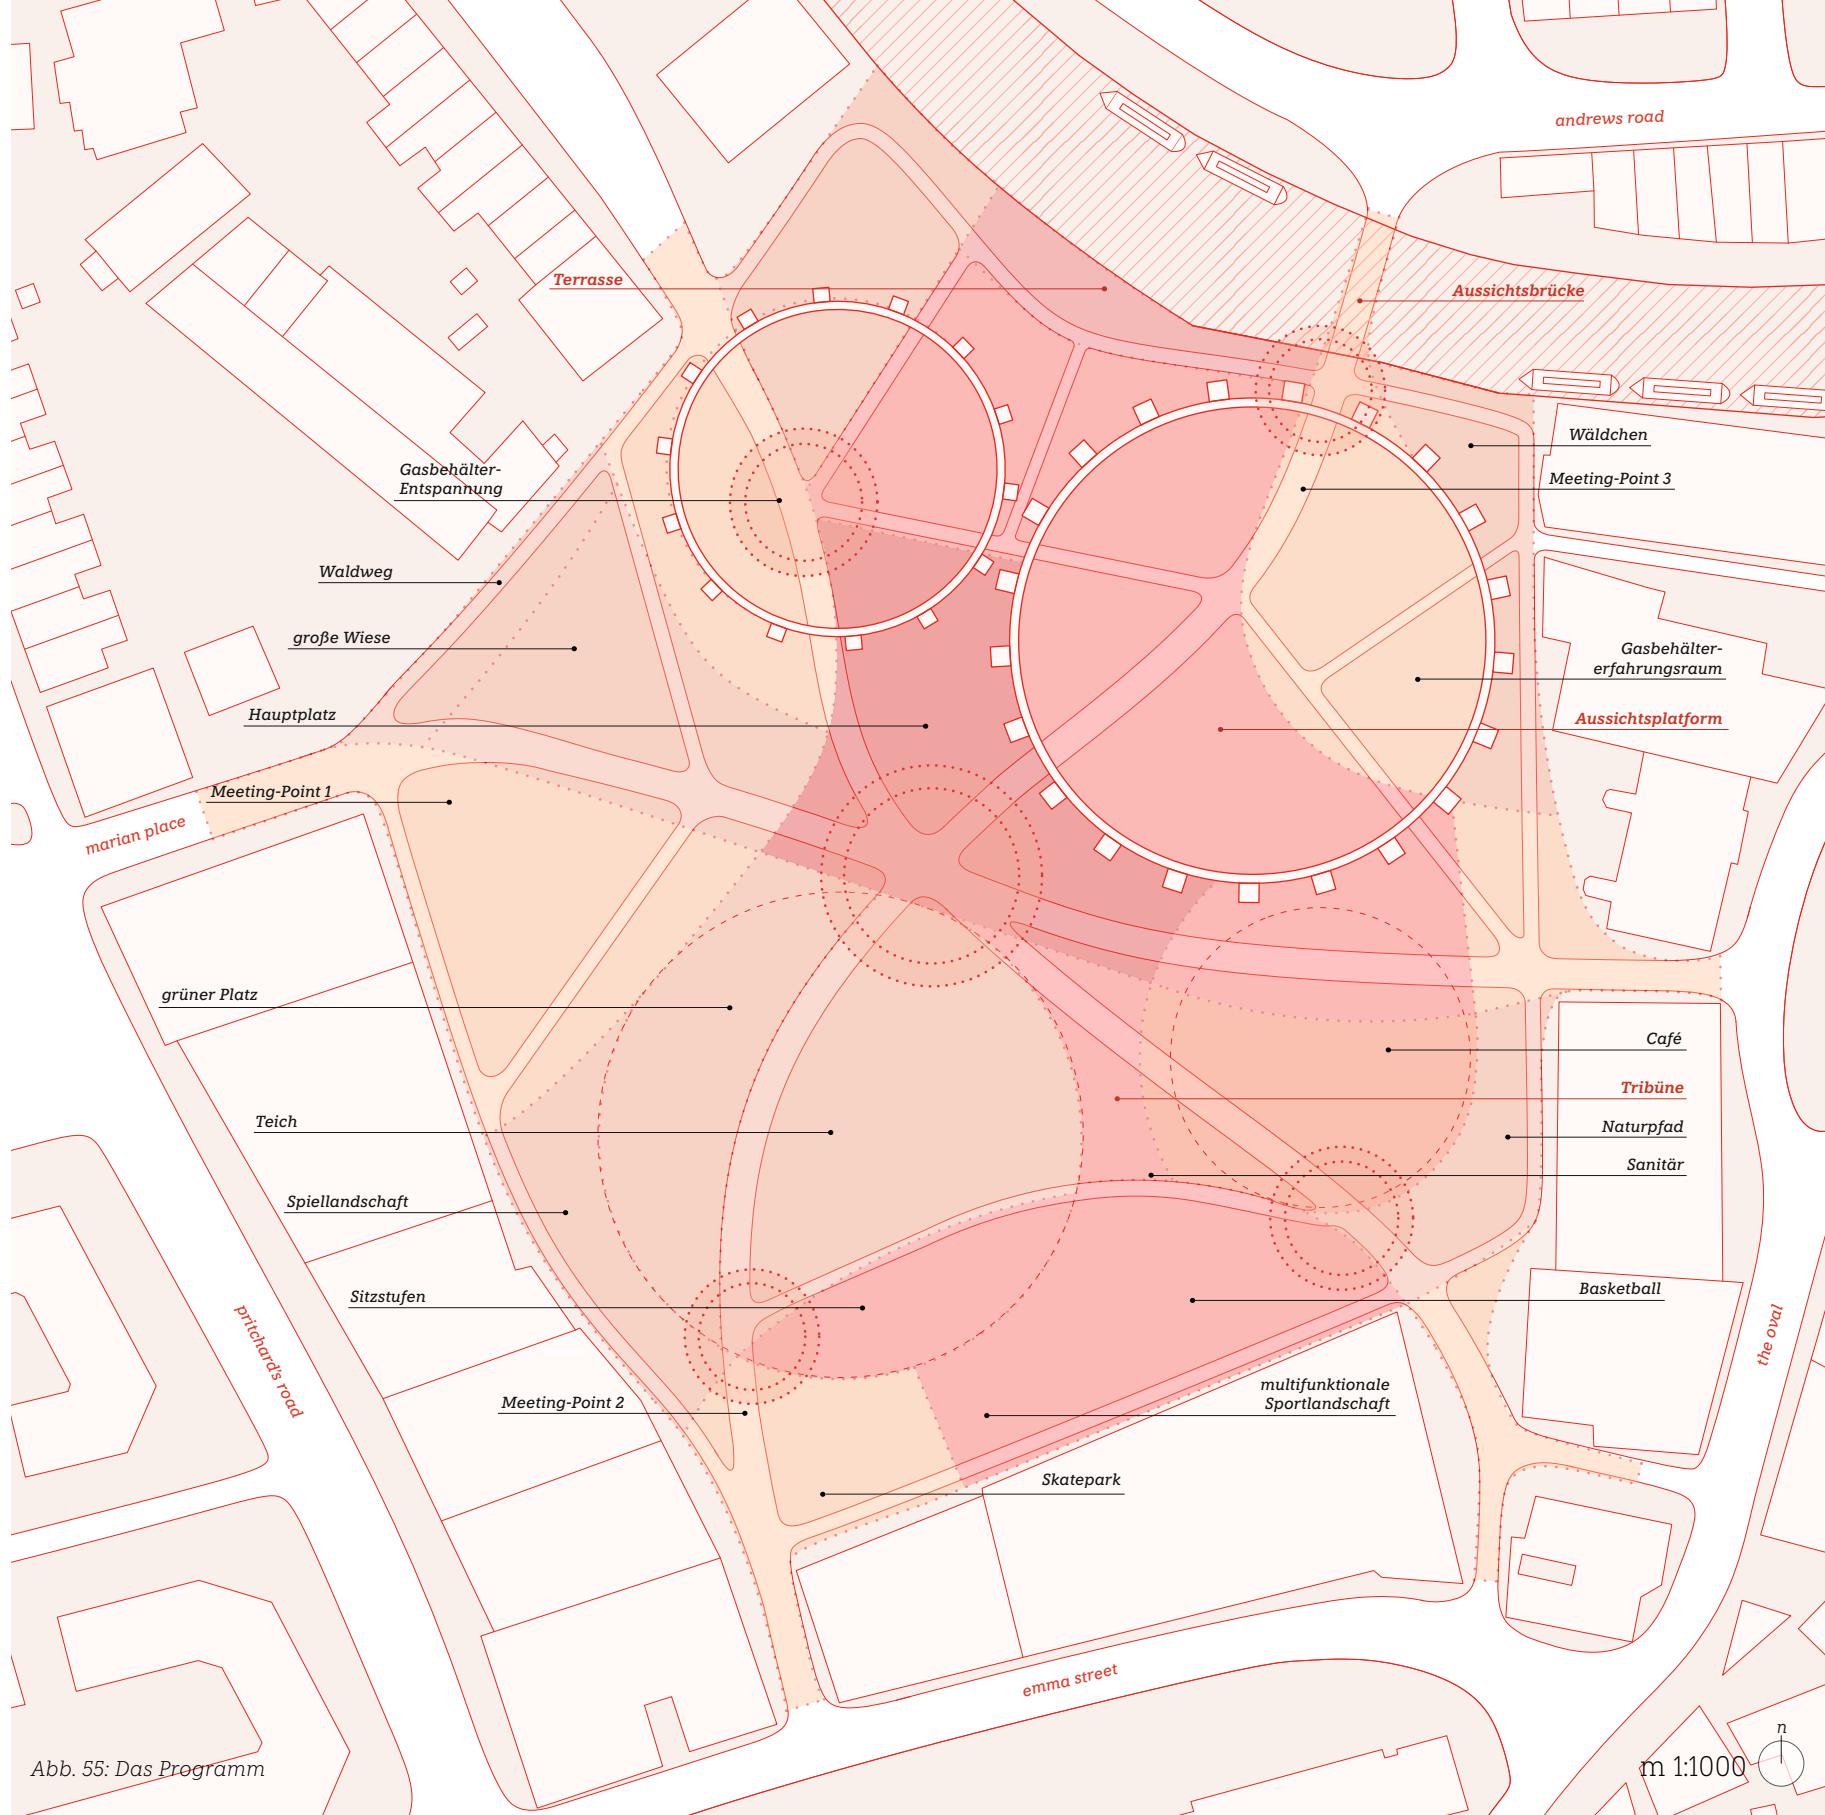 andrews road
Terrasse
Aussichtsbrücke
Wäldchen
Gasbehälter-
Entspannung
Meeting-Point 3
Waldweg
große Wiese
Gasbehälter-
erfahrungsraum
Hauptplatz
Aussichtsplatform
Meeting-Point 1
marian place
grüner Platz
Café
Tribüne
Teich
Naturpfad
Sanitär
Spiellandschaft
Sitzstufen
Basketball
pritchard's road
the oval
Meeting-Point 2
multifunktionale
Sportlandschaft
Skatepark
emma street
n
Abb. 55: Das Programm
m 1:1000